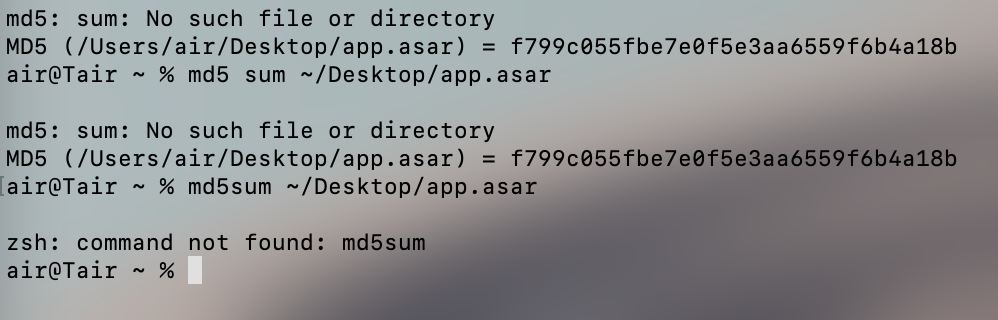 md5: sum: No such file or directory
MD5 (/Users/air/Desktop/app.asar) = f799c055fbe7e0f5e3aa6559f6b4a18b
air@Tair ~ % md5 sum ~/Desktop/app.asar
md5: sum: No such file or directory
MD5 (/Users/air/Desktop/app.asar) = f799c055fbe7e0f5e3aa6559f6b4a18b
[air@Tair ~ % md5sum ~/Desktop/app.asar
zsh: command not found: md5sum
air@Tair ~ %